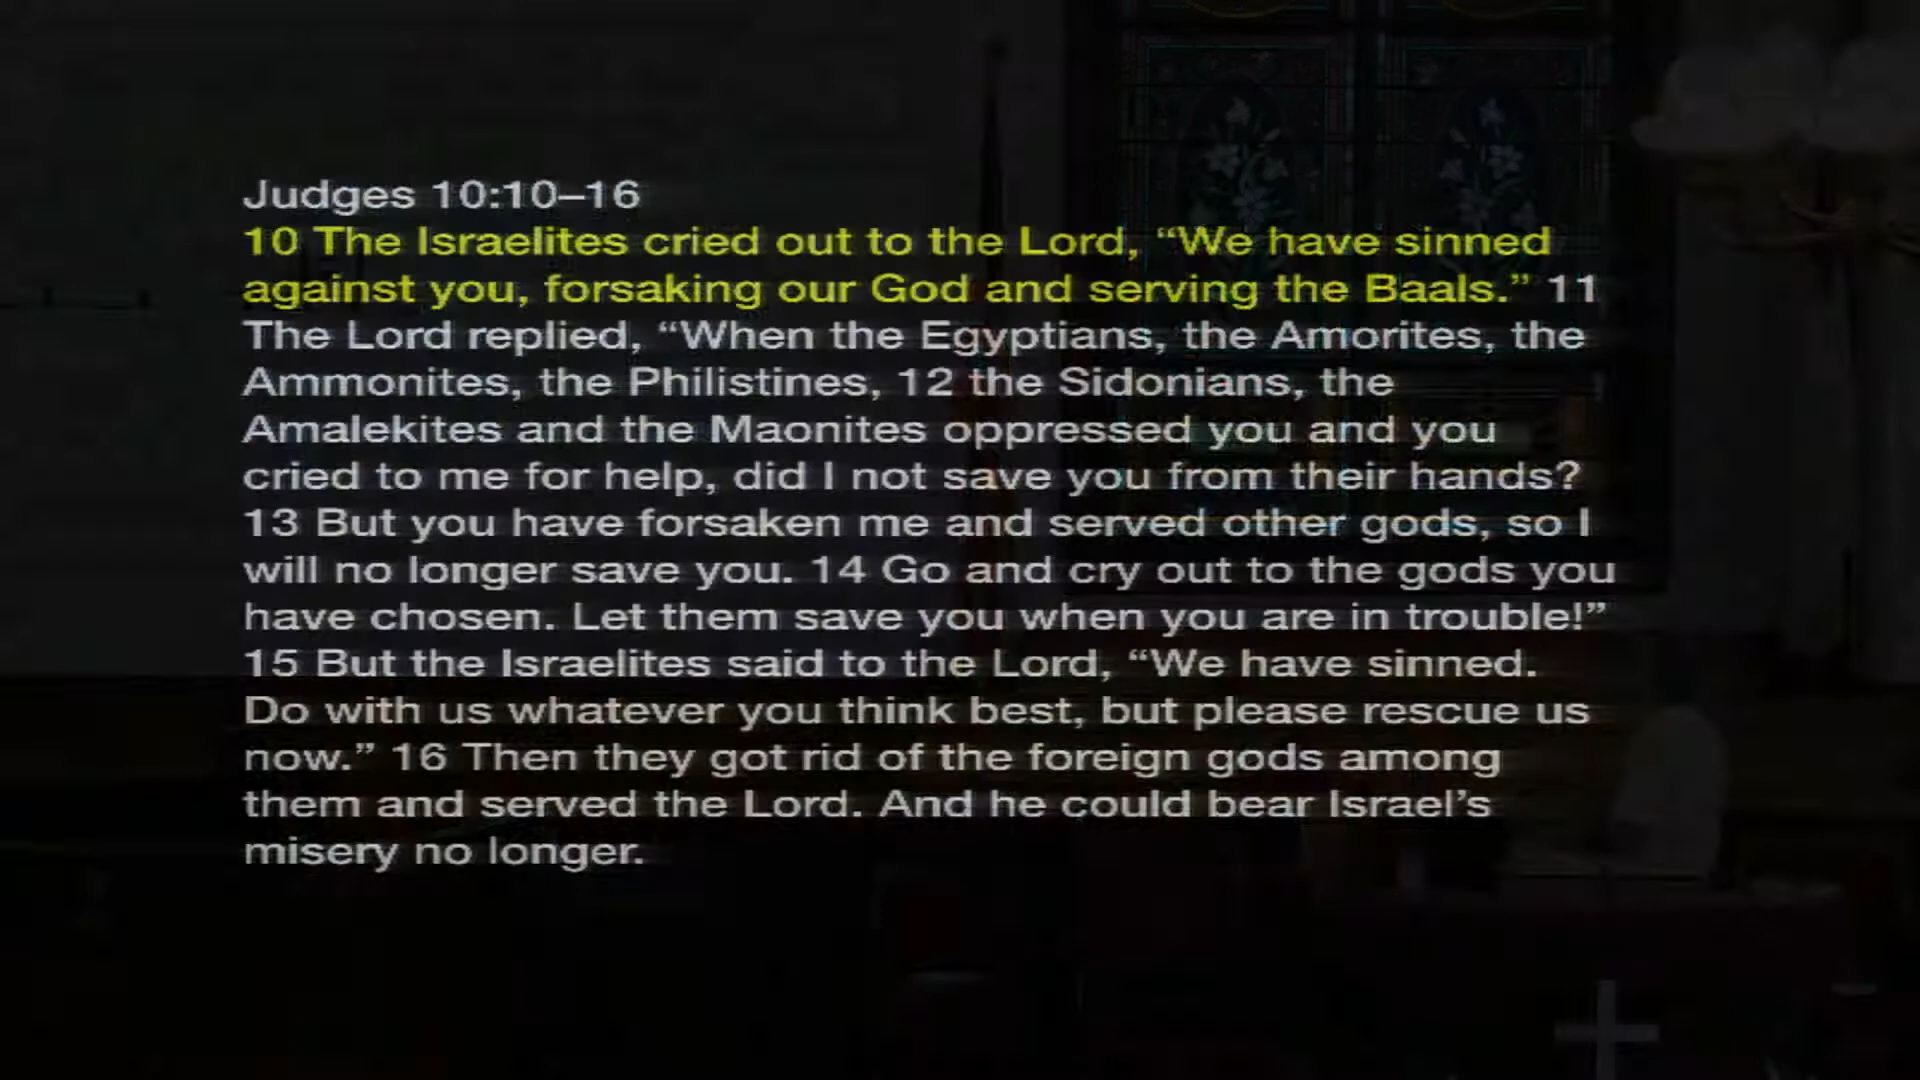 Judges 10:10–16
10 The Israelites cried out to the Lord, “We have sinned
against you, forsaking our God and serving the Baals.” 11
The Lord replied, “When the Egyptians, the Amorites, the
Ammonites, the Philistines, 12 the Sidonians, the
Amalekites and the Maonites oppressed you and you
cried to me for help, did I not save you from their hands?
13 But you have forsaken me and served other gods, so I
will no longer save you. 14 Go and cry out to the gods you
have chosen. Let them save you when you are in trouble!”
15 But the Israelites said to the Lord, “We have sinned.
Do with us whatever you think best, but please rescue us
now.” 16 Then they got rid of the foreign gods among
them and served the Lord. And he could bear Israel’s
misery no longer.